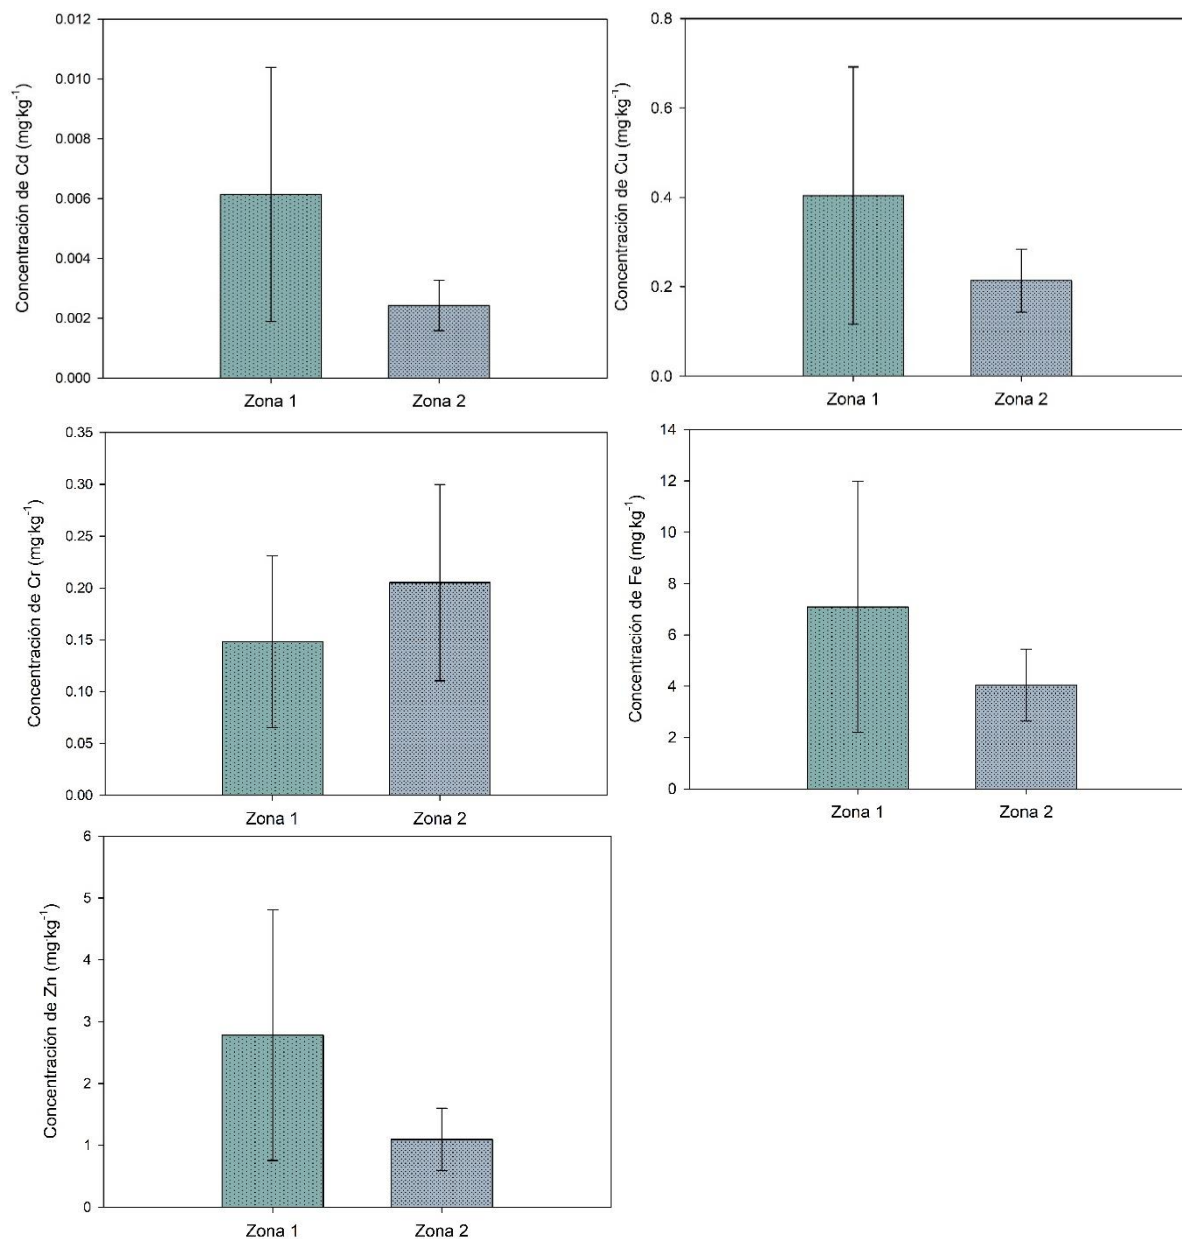 Concentración de Cd (mg·kg⁻¹)
0.012
0.010
0.008
0.006
0.004
0.002
0.000
Zona 1
Zona 2
Concentración de Cu (mg·kg⁻¹)
0.8
0.6
0.4
0.2
0.0
Zona 1
Zona 2
Concentración de Cr (mg·kg⁻¹)
0.35
0.30
0.25
0.20
0.15
0.10
0.05
0.00
Zona 1
Zona 2
Concentración de Fe (mg·kg⁻¹)
14
12
10
8
6
4
2
0
Zona 1
Zona 2
Concentración de Zn (mg·kg⁻¹)
6
5
4
3
2
1
0
Zona 1
Zona 2